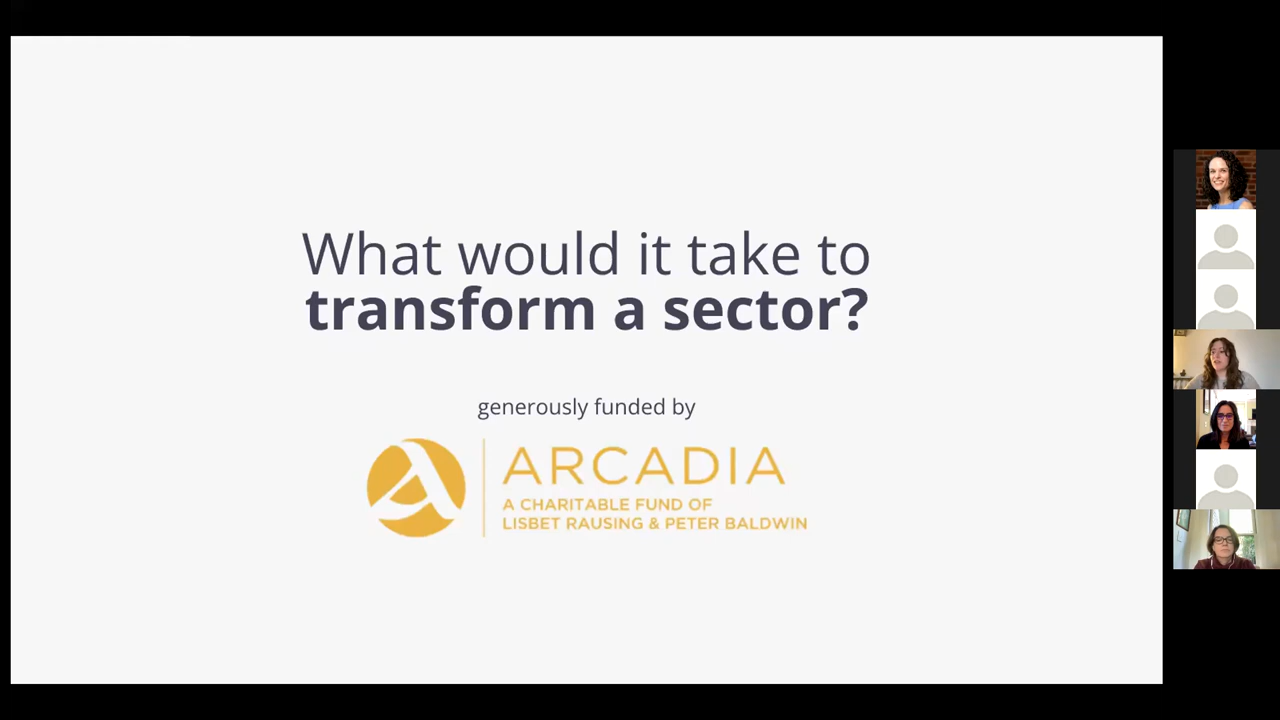 What would it take to
transform a sector?
generously funded by
ARCADIA
A CHARITABLE FUND OF
LISBET RAUSING & PETER BALDWIN